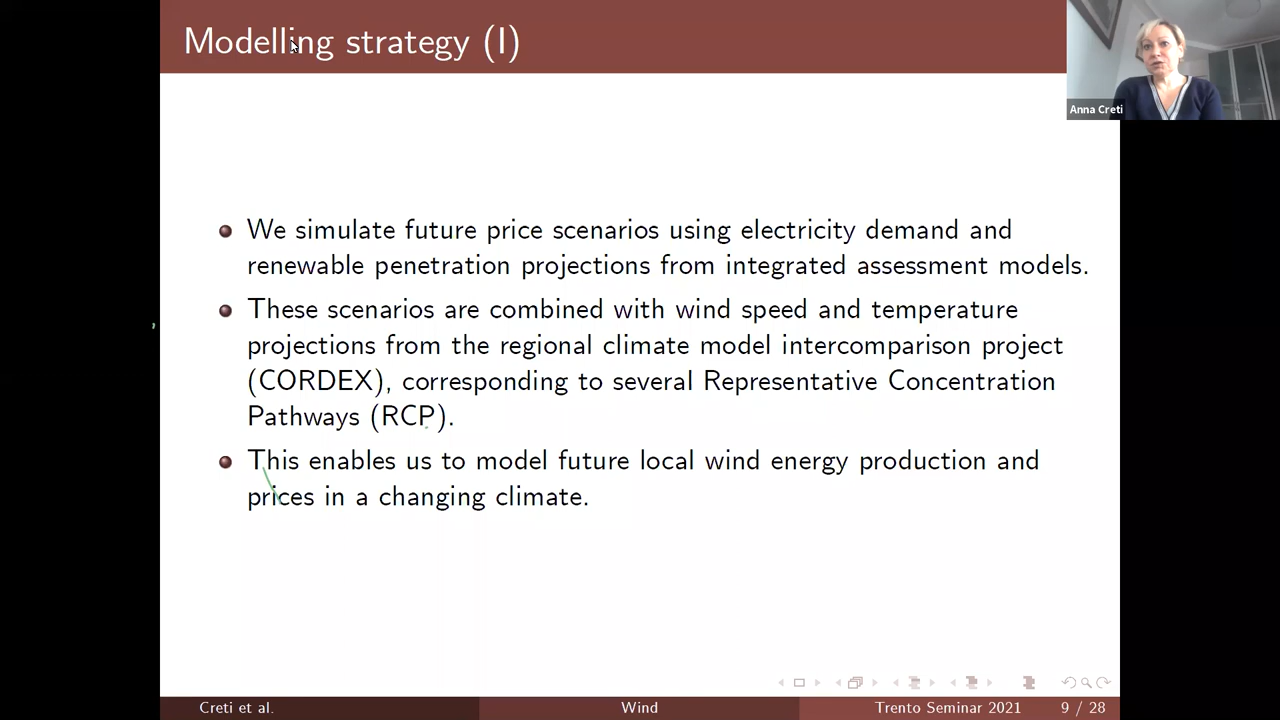 Modelling strategy (I)
Anna Creti
We simulate future price scenarios using electricity demand and
renewable penetration projections from integrated assessment models.
These scenarios are combined with wind speed and temperature
projections from the regional climate model intercomparison project
(CORDEX), corresponding to several Representative Concentration
Pathways (RCP).
This enables us to model future local wind energy production and
prices in a changing climate.
Creti et al.
Wind
Trento Seminar 2021
9 / 28